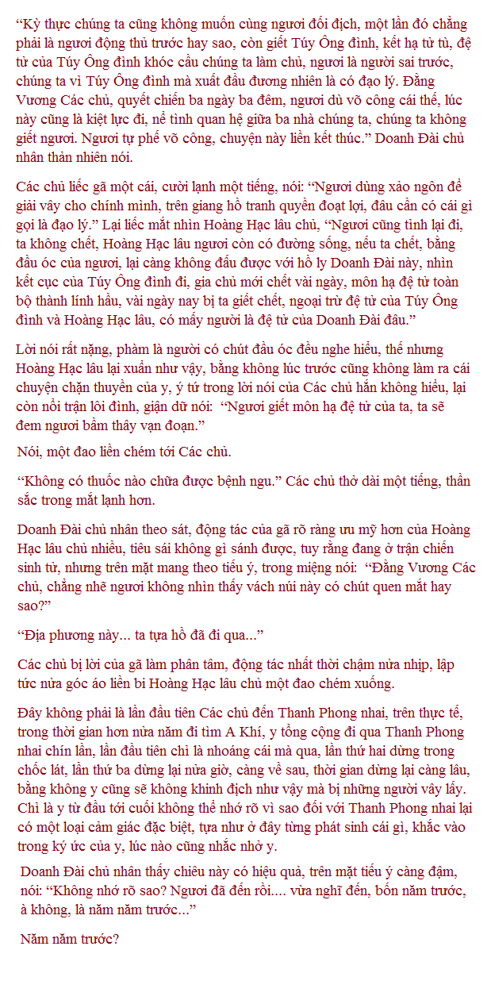 “Kỳ thực chúng ta cũng không muốn cùng ngươi đối địch, một lần đó chẳng
phải là ngươi động thủ trước hay sao, còn giết Túy Ông đình, kết hạ tử tù, đệ
tử của Túy Ông đình khóc cầu chúng ta làm chủ, ngươi là người sai trước,
chúng ta vì Túy Ông đình mà xuất đầu đương nhiên là có đạo lý. Đằng
Vương Các chủ, quyết chiến ba ngày ba đêm, ngươi dù võ công cái thế, lúc
này cũng là kiệt lực đi, nể tình quan hệ giữa ba nhà chúng ta, chúng ta không
giết ngươi. Ngươi tự phế võ công, chuyện này liền kết thúc.” Doanh Đài chủ
nhân thản nhiên nói.
Các chủ liếc gã một cái, cười lạnh một tiếng, nói: “Ngươi dùng xảo ngôn để
giải vây cho chính mình, trên giang hồ tranh quyền đoạt lợi, đâu cần có cái gì
gọi là đạo lý.” Lại liếc mắt nhìn Hoàng Hạc lâu chủ, “Ngươi cũng tỉnh lại đi,
ta không chết, Hoàng Hạc lâu ngươi còn có đường sống, nếu ta chết, bằng
đầu óc của ngươi, lại càng không đấu được với hồ ly Doanh Đài này, nhìn
kết cục của Túy Ông đình đi, gia chủ mới chết vài ngày, môn hạ đệ tử toàn
bộ thành lính hầu, vài ngày nay bị ta giết chết, ngoại trừ đệ tử của Túy Ông
đình và Hoàng Hạc lâu, có mấy người là đệ tử của Doanh Đài đâu.”
Lời nói rất nặng, phàm là người có chút đầu óc đều nghe hiểu, thế nhưng
Hoàng Hạc lâu lại xuẩn như vậy, bằng không lúc trước cũng không làm ra cái
chuyện chặn thuyền của y, ý tứ trong lời nói của Các chủ hắn không hiểu, lại
còn nổi trận lôi đình, giận dữ nói:  “Ngươi giết môn hạ đệ tử của ta, ta sẽ
đem ngươi bầm thây vạn đoạn.”
Nói, một đao liền chém tới Các chủ.
“Không có thuốc nào chữa được bệnh ngu.” Các chủ thở dài một tiếng, thần
sắc trong mắt lạnh hơn.
Doanh Đài chủ nhân theo sát, động tác của gã rõ ràng ưu mỹ hơn của Hoàng
Hạc lâu chủ nhiều, tiêu sái không gì sánh được, tuy rằng đang ở trận chiến
sinh tử, nhưng trên mặt mang theo tiếu ý, trong miệng nói:  “Đằng Vương Các
chủ, chẳng nhẽ ngươi không nhìn thấy vách núi này có chút quen mắt hay
sao?”
“Địa phương này... ta tựa hồ đã đi qua...”
Các chủ bị lời của gã làm phân tâm, động tác nhất thời chậm nửa nhịp, lập
tức nửa góc áo liền bi Hoàng Hạc lâu chủ một đao chém xuống.
Đây không phải là lần đầu tiên Các chủ đến Thanh Phong nhai, trên thực tế,
trong thời gian hơn nửa năm đi tìm A Khí, y tổng cộng đi qua Thanh Phong
nhai chín lần, lần đầu tiên chỉ là nhoáng cái mà qua, lần thứ hai dừng trong
chốc lát, lần thứ ba dừng lại nửa giờ, càng về sau, thời gian dừng lại càng lâu,
bằng không y cũng sẽ không khinh địch như vậy mà bị những người vây lấy.
Chỉ là y từ đầu tới cuối không thể nhớ rõ vì sao đối với Thanh Phong nhai lại
có một loại cảm giác đặc biệt, tựa như ở đây từng phát sinh cái gì, khắc vào
trong ký ức của y, lúc nào cũng nhắc nhở y.
Doanh Đài chủ nhân thấy chiêu này có hiệu quả, trên mặt tiếu ý càng đậm,
nói: “Không nhớ rõ sao? Ngươi đã đến rồi.... vừa nghĩ đến, bốn năm trước,
à không, là năm năm trước...”
Năm năm trước?